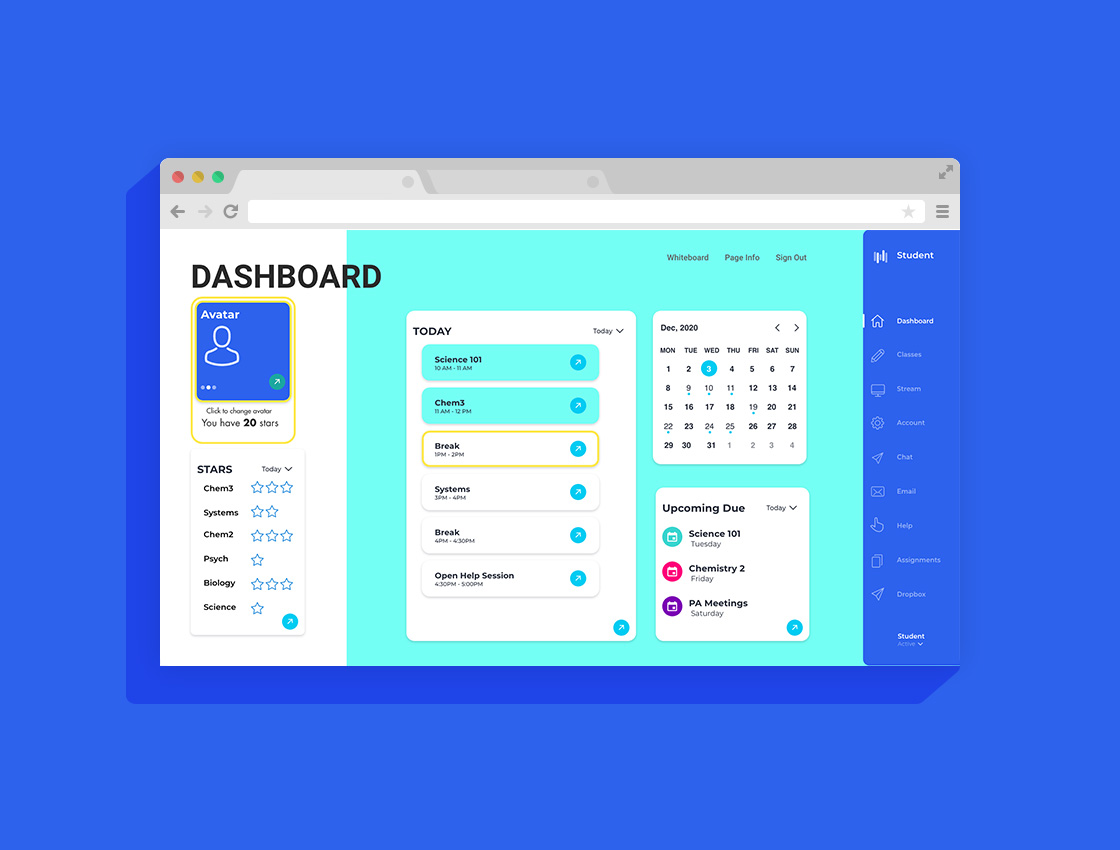 Whiteboard Page Info Sign Out
DASHBOARD
Avatar
Click to change avatar
You have 20 stars
STARS Today
Chem3
Systems
Chem2
Psych
Biology
Science
TODAY Today
Science 101
10 AM - 11 AM
Chem3
11 AM - 12 PM
Break
1PM - 2PM
Systems
3PM - 4PM
Break
4PM - 4:30PM
Open Help Session
4:30PM - 5:00PM
Dec, 2020
MON TUE WED THU FRI SAT SUN
1 2 3 4 5 6 7
8 9 10 11 12 13 14
15 16 17 18 19 20 21
22 23 24 25 26 27 28
29 30 31 1 2 3 4
Upcoming Due Today
Science 101
Tuesday
Chemistry 2
Friday
PA Meetings
Saturday
Student
Dashboard
Classes
Stream
Account
Chat
Email
Help
Assignments
Dropbox
Student
Active